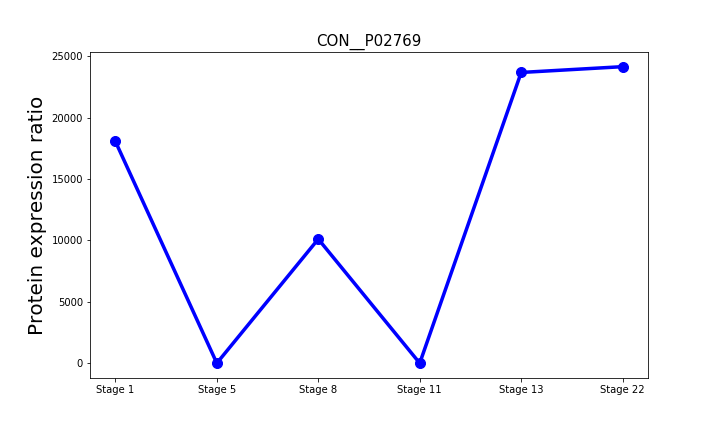 CON__P02769
Protein expression ratio
25000
20000
15000
10000
5000
0
Stage 1
Stage 5
Stage 8
Stage 11
Stage 13
Stage 22